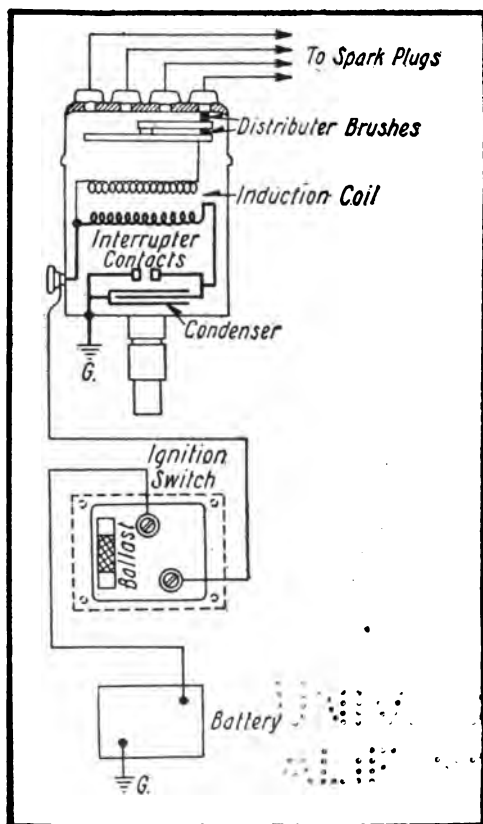 To Spark Plugs
Distributer Brushes
Induction Coil
Interrupter
Contacts
Condenser
G.
Ignition
Switch
Ballast
Battery
G.